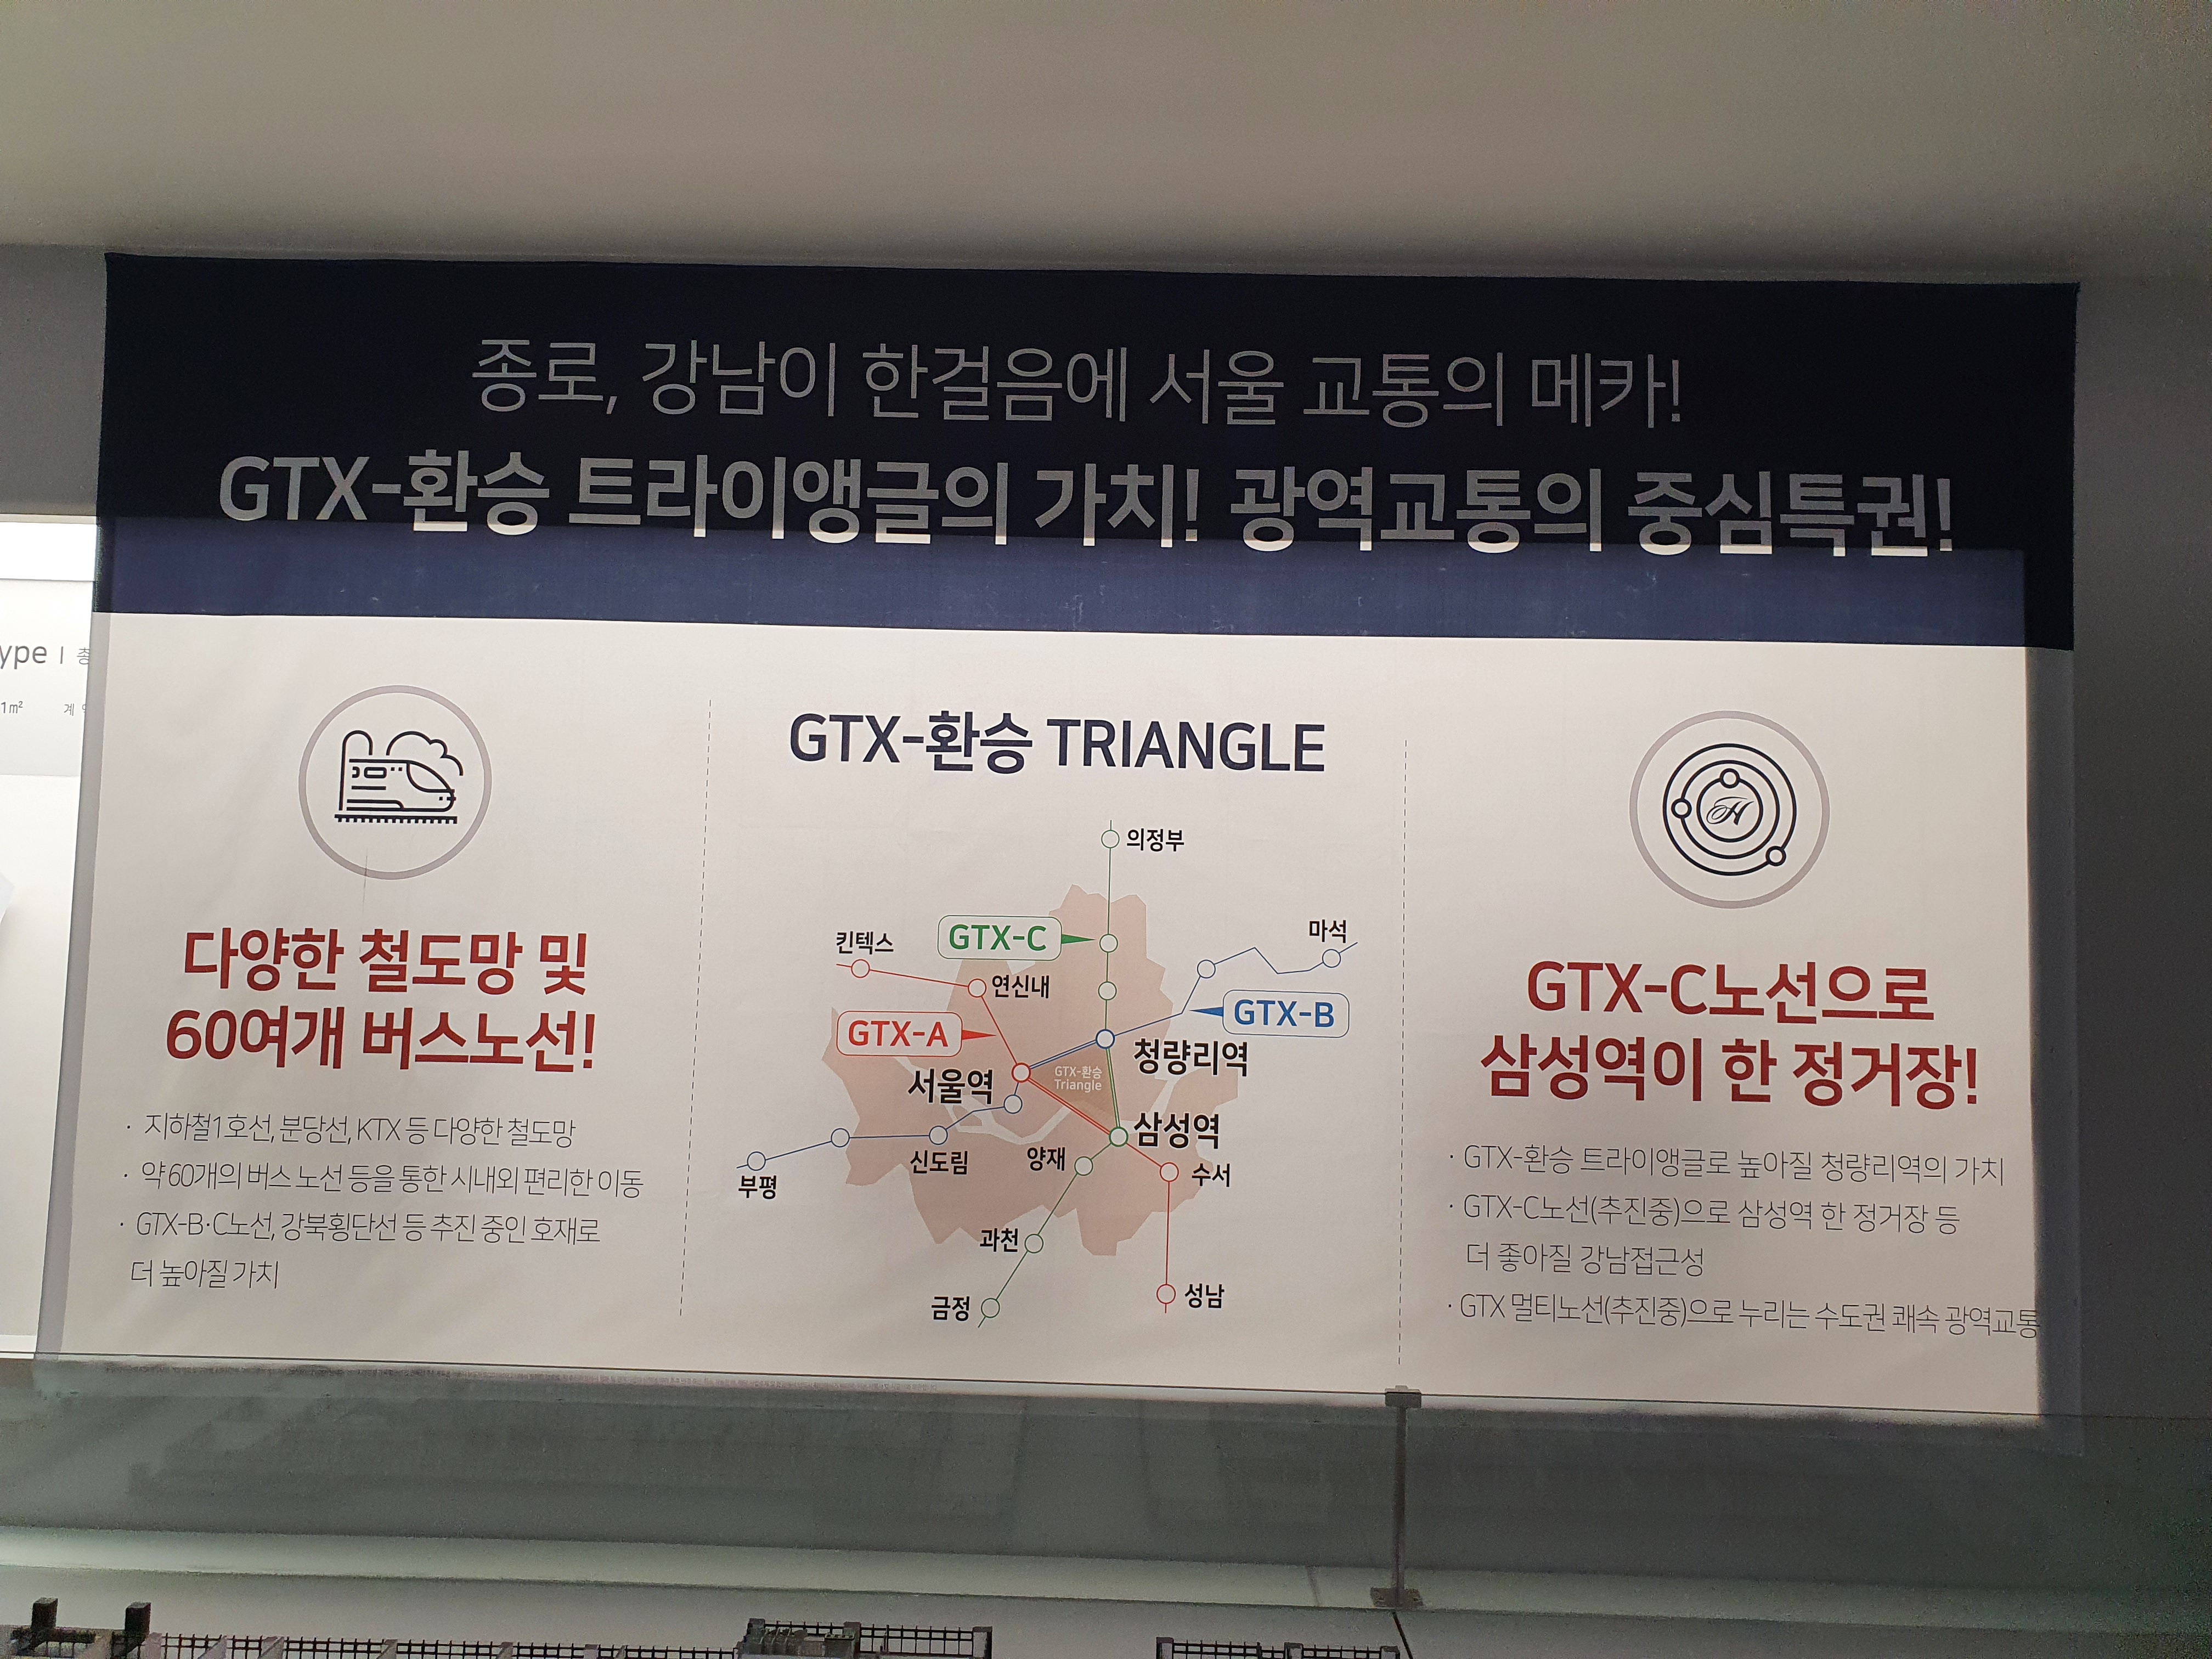 종로, 강남이 한걸음에 서울 교통의 메카!
GTX-환승 트라이앵글의 가치! 광역교통의 중심특권!
ype | 총
1㎡ 계
다양한 철도망 및
60여개 버스노선!
· 지하철1호선, 분당선, KTX 등 다양한 철도망
· 약 60개의 버스 노선 등을 통한 시내외 편리한 이동
· GTX-B·C노선, 강북횡단선 등 추진 중인 호재로
더 높아질 가치
GTX-환승 TRIANGLE
의정부
킨텍스
GTX-C
마석
연신내
GTX-A
GTX-B
청량리역
GTX-환승
Triangle
서울역
삼성역
신도림
양재
수서
부평
과천
성남
금정
H
GTX-C노선으로
삼성역이 한 정거장!
· GTX-환승 트라이앵글로 높아질 청량리역의 가치
· GTX-C노선(추진중)으로 삼성역 한 정거장 등
더 좋아질 강남접근성
· GTX 멀티노선(추진중)으로 누리는 수도권 쾌속 광역교통